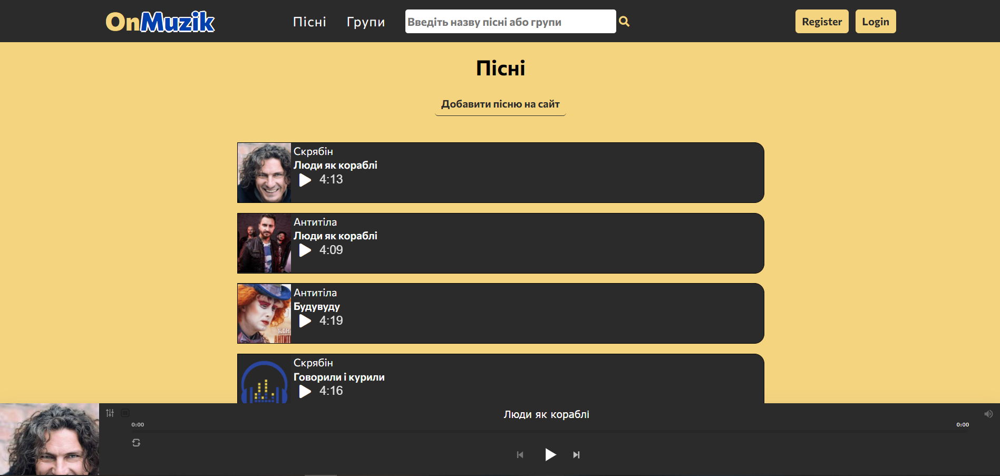 OnMuzik
Пісні
Групи
Введіть назву пісні або групи
Register
Login
Пісні
Добавити пісню на сайт
Скрябін
Люди як кораблі
4:13
Антитіла
Люди як кораблі
4:09
Антитіла
Будувуду
4:19
Скрябін
Говорили і курили
4:16
Люди як кораблі
0:00
0:00